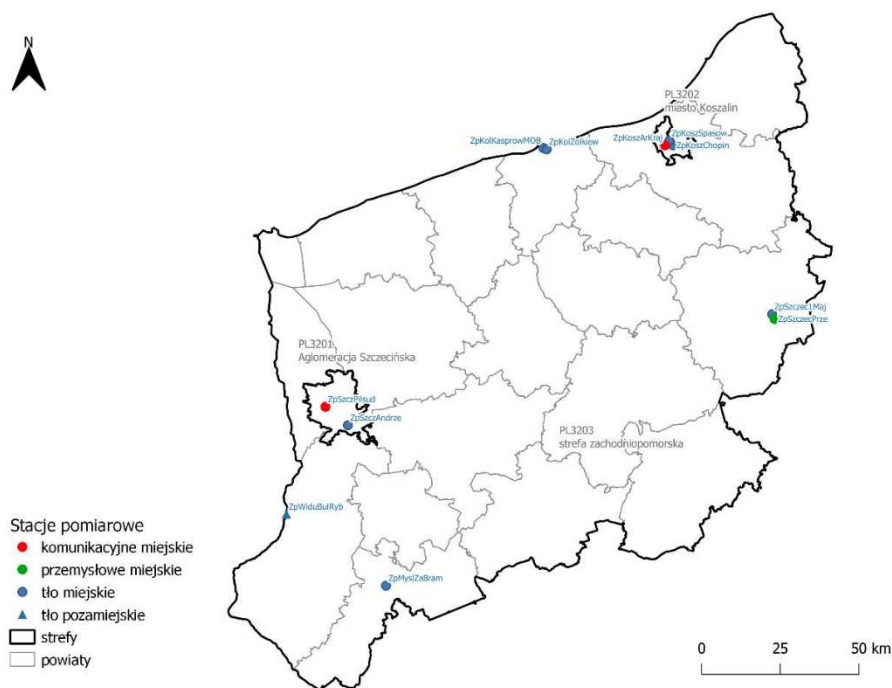 N
PL3202
miasto Koszalin
ZpKoszArKraj
ZpKoszSpasow
ZpKoszChopin
ZpKolKasprowMOB
ZpKolZolkiew
ZpSzczec1Maj
ZpSzczecPrze
PL3201
Aglomeracja Szczecińska
ZpSzczPilsud
ZpSzczAndrze
PL3203
strefa zachodniopomorska
ZpWiduBulRyb
ZpMyslZaBram
Stacje pomiarowe
komunikacyjne miejskie
przemysłowe miejskie
tło miejskie
tło pozamiejskie
strefy
powiaty
0 25 50 km